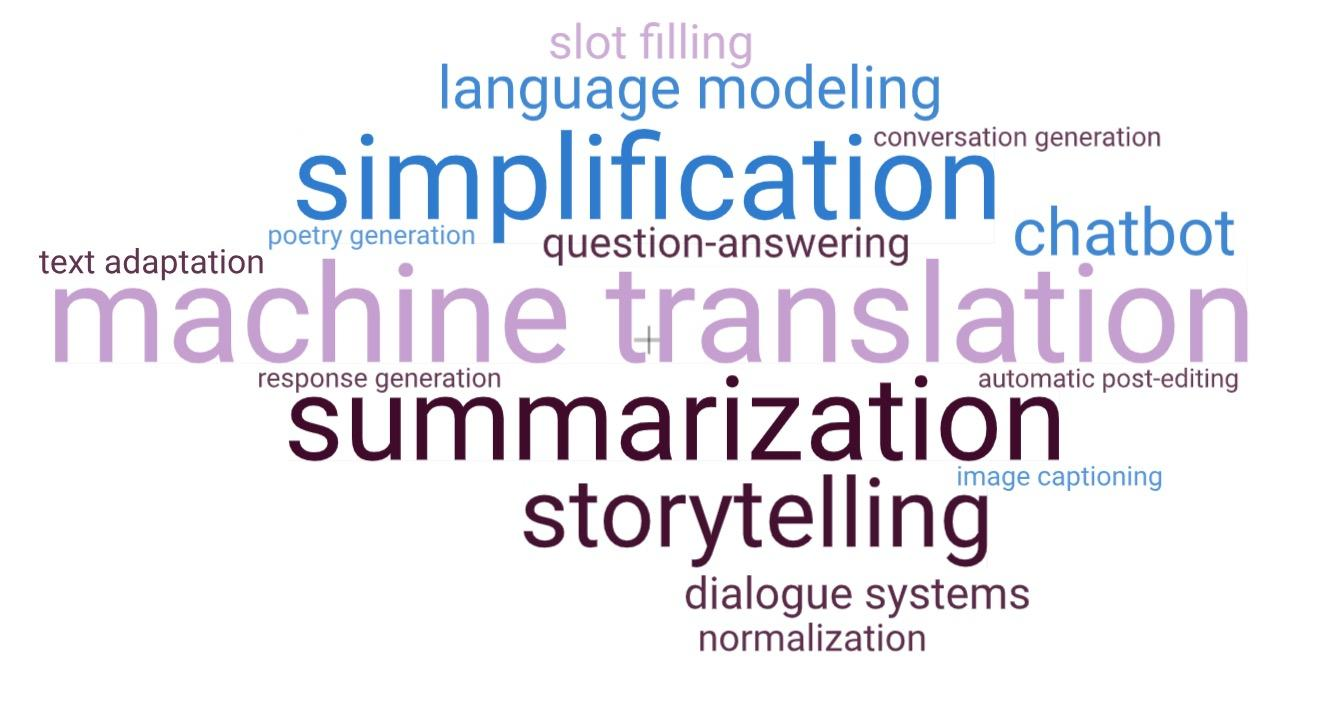 slot filling
language modeling
conversation generation
simplification
chatbot
poetry generation
question-answering
text adaptation
machine translation
response generation
automatic post-editing
summarization
image captioning
storytelling
dialogue systems
normalization